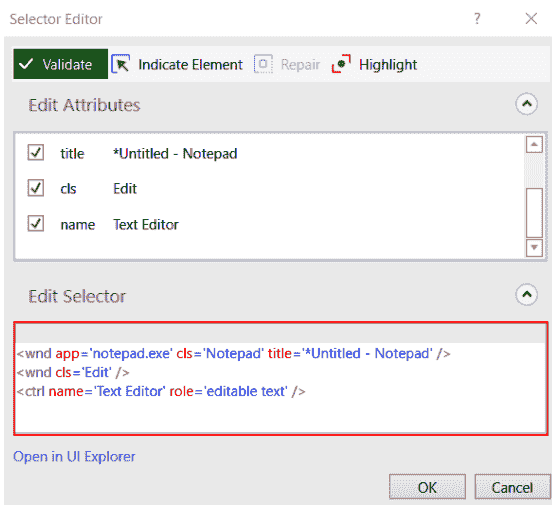 Selector Editor ? ×
Validate Indicate Element Repair Highlight
Edit Attributes
title *Untitled - Notepad
cls Edit
name Text Editor
Edit Selector
<wnd app='notepad.exe' cls='Notepad' title='*Untitled - Notepad' />
<wnd cls='Edit' />
<ctrl name='Text Editor' role='editable text' />
Open in UI Explorer
OK Cancel